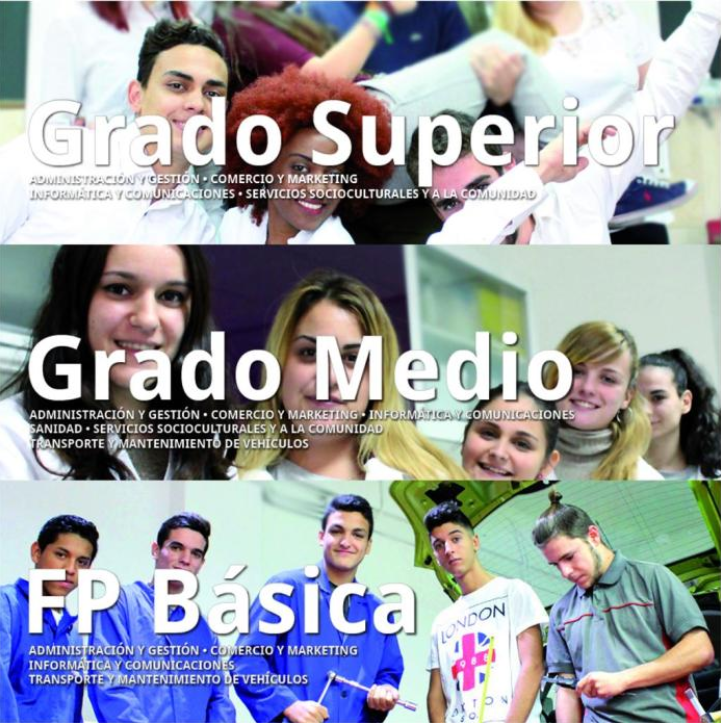 Grado Superior
ADMINISTRACIÓN Y GESTIÓN • COMERCIO Y MARKETING
INFORMÁTICA Y COMUNICACIONES • SERVICIOS SOCIOCULTURALES Y A LA COMUNIDAD
Grado Medio
ADMINISTRACIÓN Y GESTIÓN • COMERCIO Y MARKETING • INFORMÁTICA Y COMUNICACIONES
SANIDAD • SERVICIOS SOCIOCULTURALES Y A LA COMUNIDAD
TRANSPORTE Y MANTENIMIENTO DE VEHÍCULOS
FP Básica
ADMINISTRACIÓN Y GESTIÓN • COMERCIO Y MARKETING
INFORMÁTICA Y COMUNICACIONES
TRANSPORTE Y MANTENIMIENTO DE VEHÍCULOS
LONDON